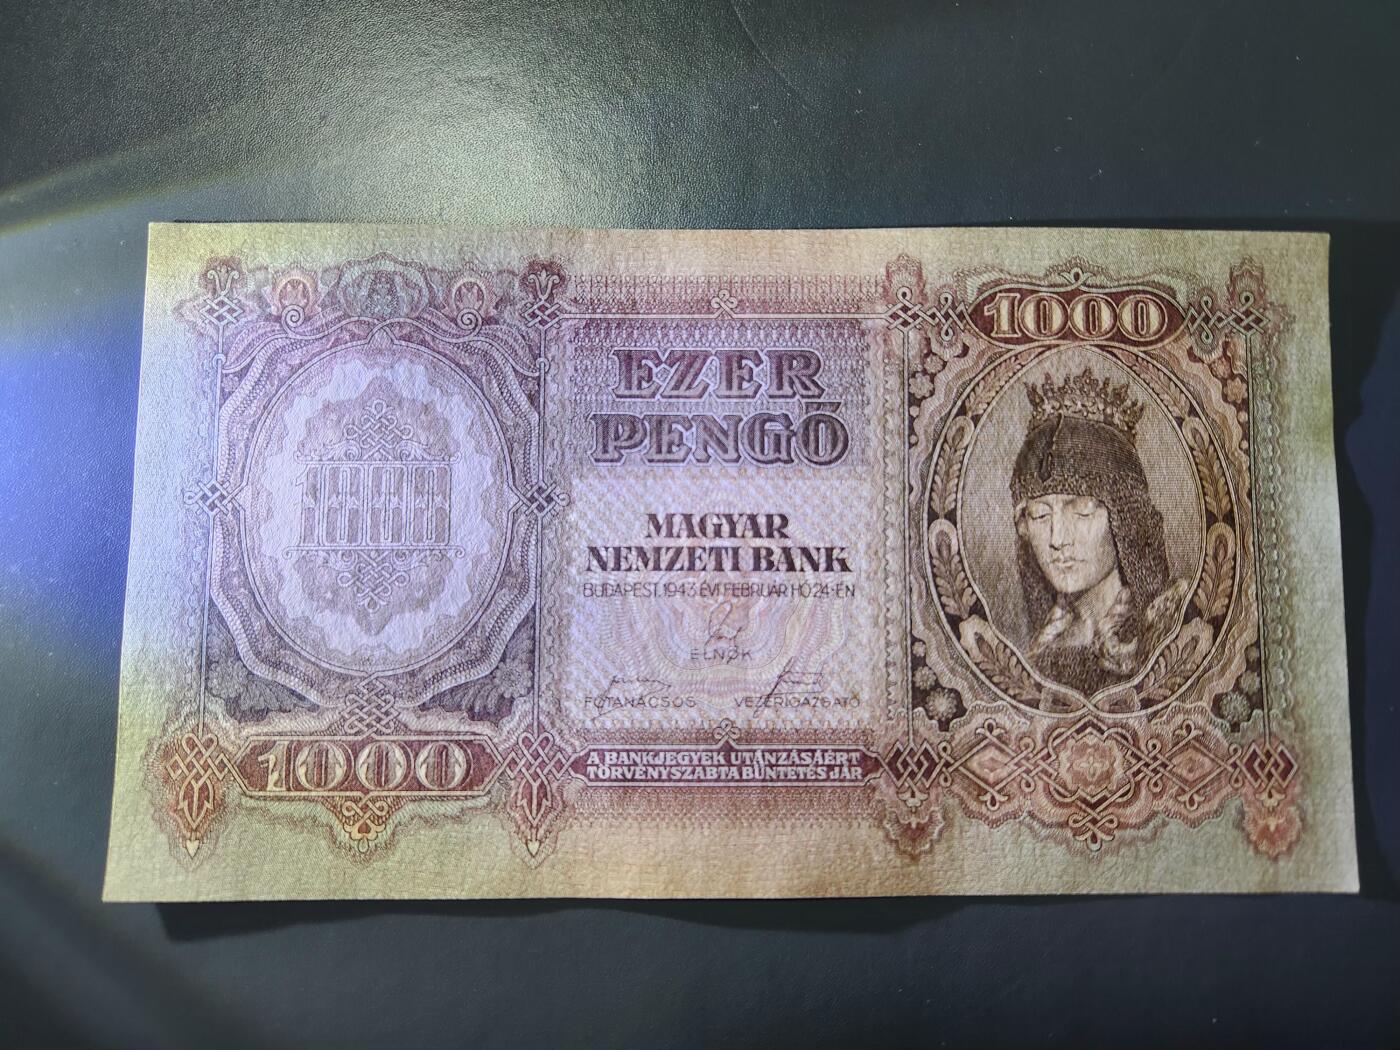 1000
EZER
PENGŐ
1000
MAGYAR
NEMZETI BANK
BUDAPEST, 1943. ÉVI FEBRUÁR HÓ 24-ÉN
ELNÖK
FŐTANÁCSOS VEZÉRIGAZGATÓ
1000
A BANKJEGYEK UTÁNZÁSÁÉRT
TÖRVÉNYSZABTA BÜNTETÉS JÁR